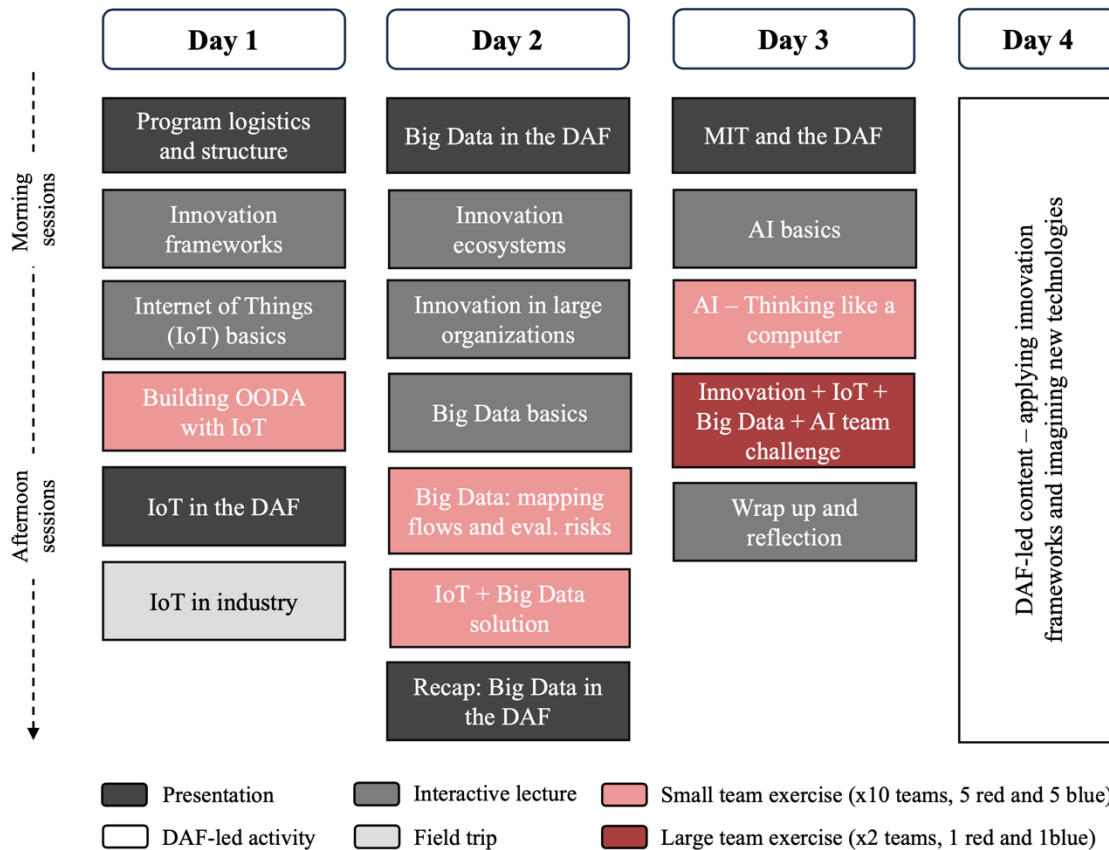 Day 1
Day 2
Day 3
Day 4
Morning
sessions
Afternoon
sessions
Program logistics
and structure
Innovation
frameworks
Internet of Things
(IoT) basics
Building OODA
with IoT
IoT in the DAF
IoT in industry
Big Data in the DAF
Innovation
ecosystems
Innovation in large
organizations
Big Data basics
Big Data: mapping
flows and eval. risks
IoT + Big Data
solution
Recap: Big Data in
the DAF
MIT and the DAF
AI basics
AI – Thinking like a
computer
Innovation + IoT +
Big Data + AI team
challenge
Wrap up and
reflection
DAF-led content – applying innovation
frameworks and imagining new technologies
Presentation
Interactive lecture
Small team exercise (x10 teams, 5 red and 5 blue)
DAF-led activity
Field trip
Large team exercise (x2 teams, 1 red and 1blue)